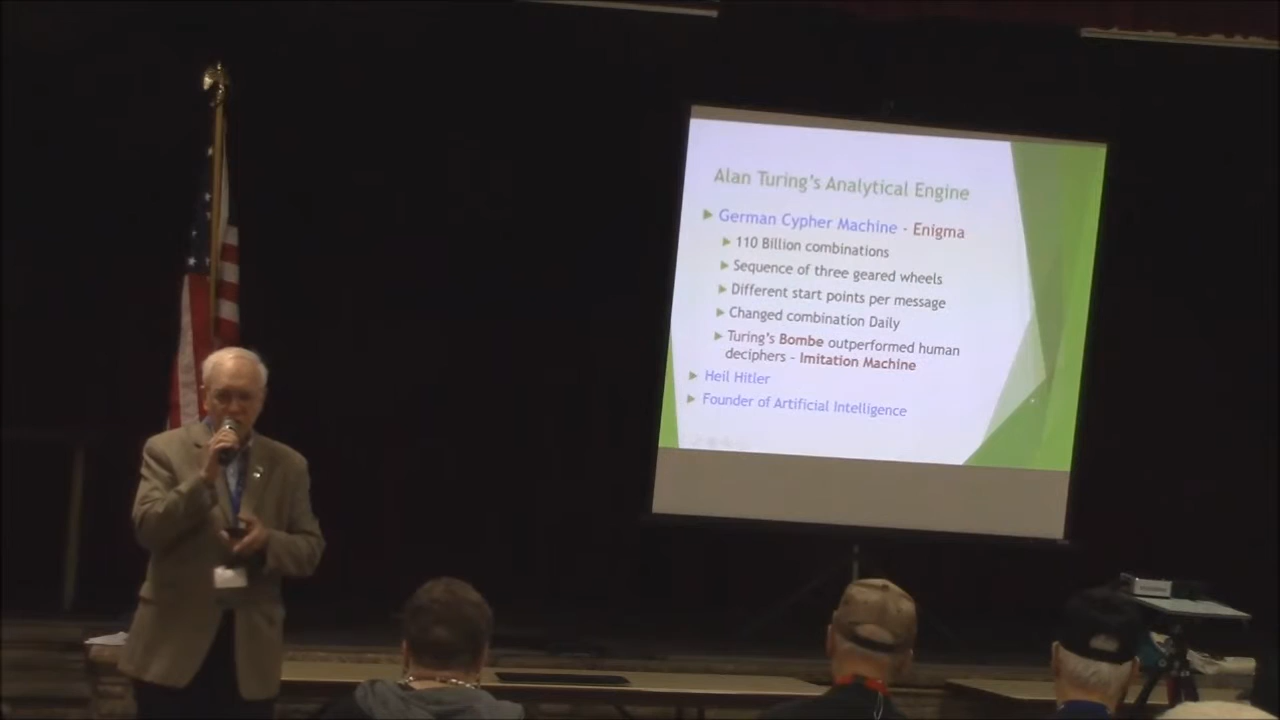 Alan Turing's Analytical Engine
German Cypher Machine - Enigma
110 Billion combinations
Sequence of three geared wheels
Different start points per message
Changed combination Daily
Turing's Bombe outperformed human
deciphers - Imitation Machine
Heil Hitler
Founder of Artificial Intelligence